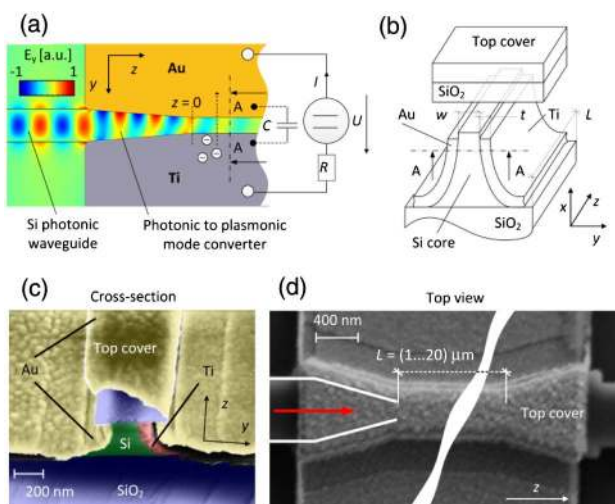 (a)
E_y [a.u.]
-1 1
y
z
Au
z = 0
A
A
C
I
U
R
Ti
Si photonic
waveguide
Photonic to plasmonic
mode converter
(b)
Top cover
SiO₂
Au
w
t
Ti
L
A
A
Si core
SiO₂
x
z
y
(c)
Cross-section
Top cover
Au
Ti
z
y
Si
200 nm
SiO₂
(d)
Top view
400 nm
L = (1...20) μm
Top cover
z